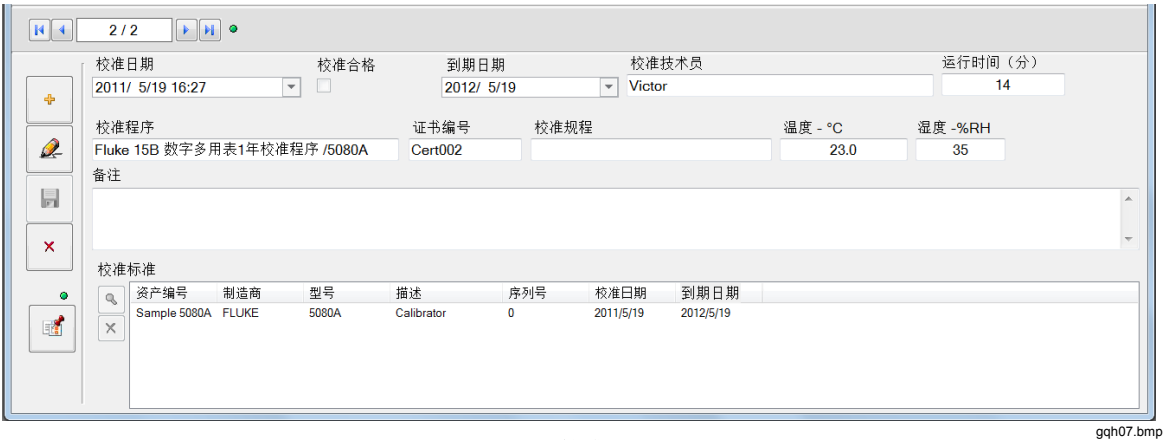 2 / 2
校准日期 校准合格 到期日期 校准技术员 运行时间（分）
2011/ 5/19 16:27 2012/ 5/19 Victor 14
校准程序 证书编号 校准规程 温度 - °C 湿度 -%RH
Fluke 15B 数字多用表1年校准程序 /5080A Cert002 23.0 35
备注
校准标准
资产编号 制造商 型号 描述 序列号 校准日期 到期日期
Sample 5080A FLUKE 5080A Calibrator 0 2011/5/19 2012/5/19
gqh07.bmp